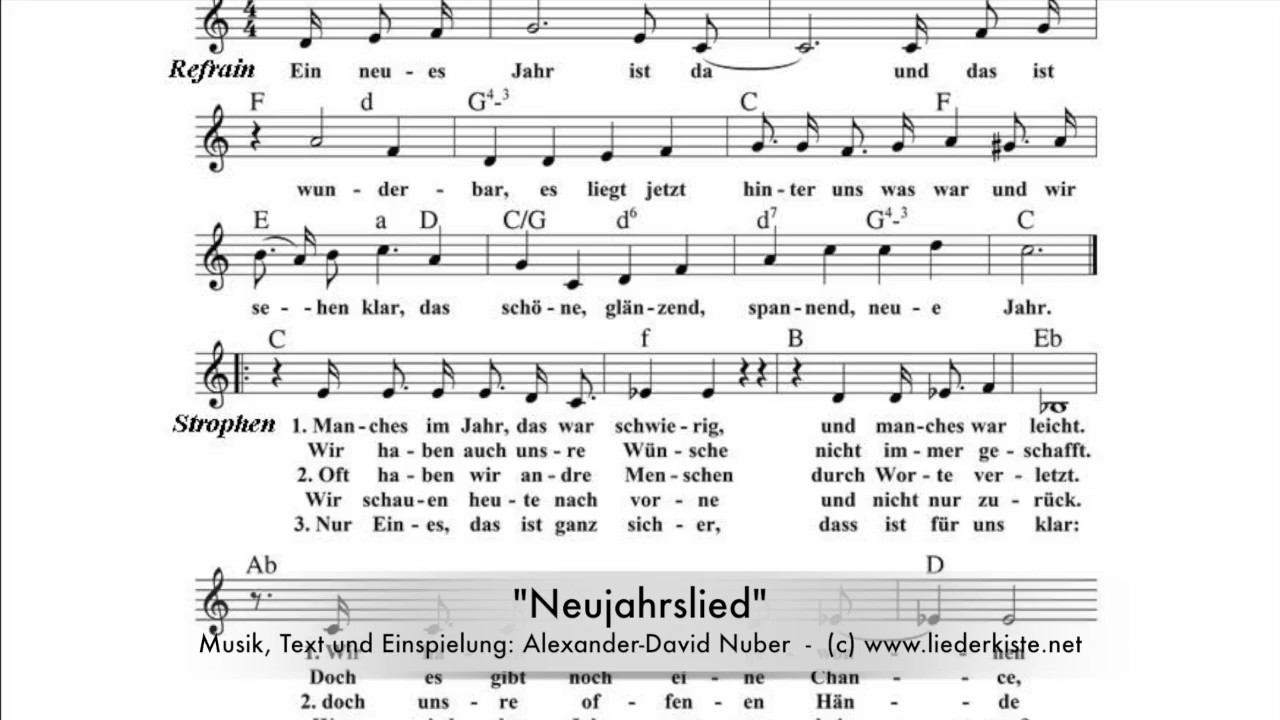 Refrain Ein neu - es Jahr ist da und das ist
F d G4-3 C F
wun - der - bar, es liegt jetzt hin - ter uns was war und wir
E a D C/G d6 d7 G4-3 C
se - - hen klar, das schö - ne, glän - zend, span - nend, neu - e Jahr.
C f B Eb
Strophen 1. Man - ches im Jahr, das war schwie - rig, und man - ches war leicht.
Wir ha - ben auch uns - re Wün - sche nicht im - mer ge - schafft.
2. Oft ha - ben wir an - dre Men - schen durch Wor - te ver - letzt.
Wir schau - en heu - te nach vor - ne und nicht nur zu - rück.
3. Nur Ein - es, das ist ganz sich - er, dass ist für uns klar:
Ab D
"Neujahrslied"
Musik, Text und Einspielung: Alexander-David Nuber - (c) www.liederkiste.net
1. Wir
Doch es gibt noch ei - ne Chan - - ce,
2. doch uns - re of - fen - en Hän - - de